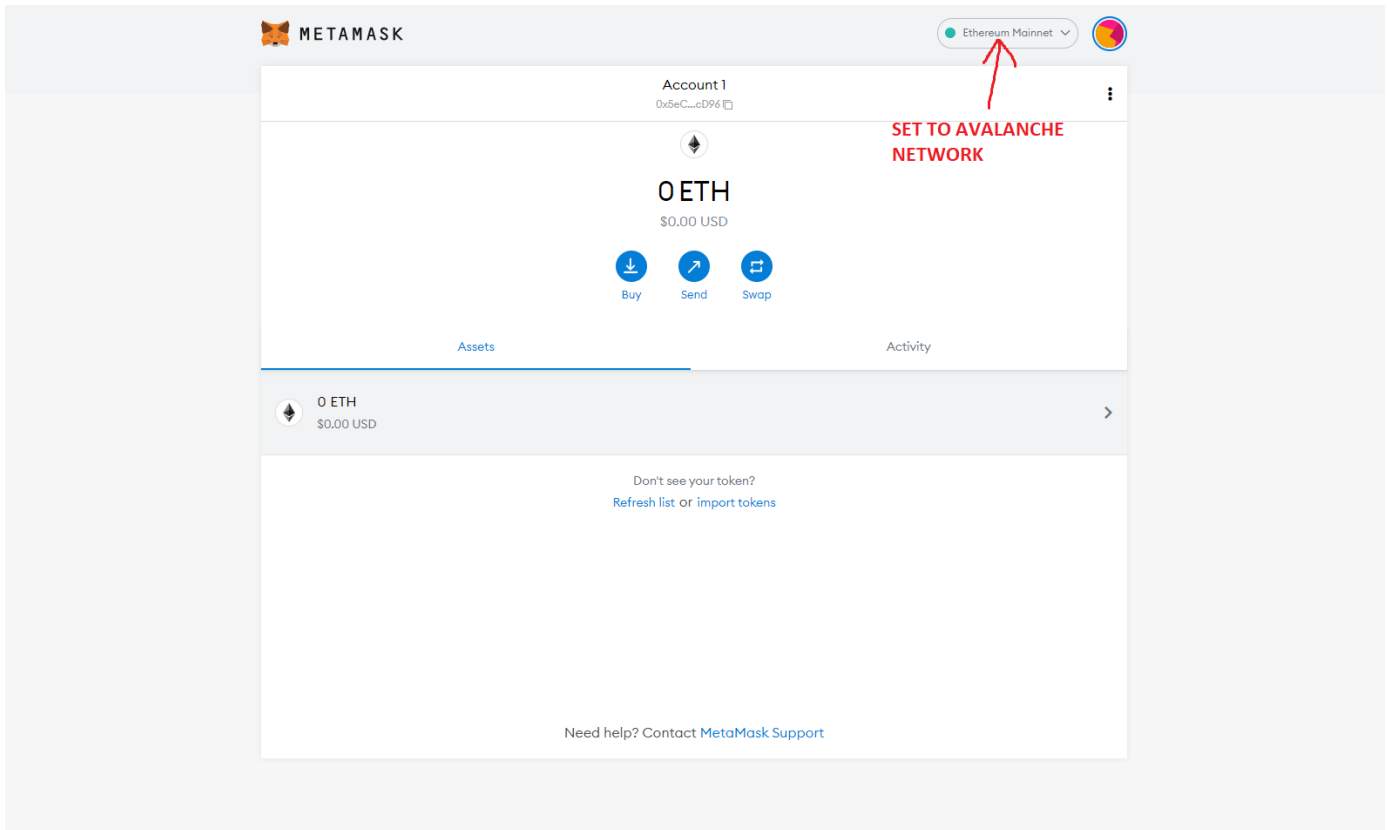 METAMASK
Ethereum Mainnet
Account 1
0x5eC...cD96
SET TO AVALANCHE
NETWORK
0 ETH
$0.00 USD
Buy
Send
Swap
Assets
Activity
0 ETH
$0.00 USD
Don't see your token?
Refresh list or import tokens
Need help? Contact MetaMask Support